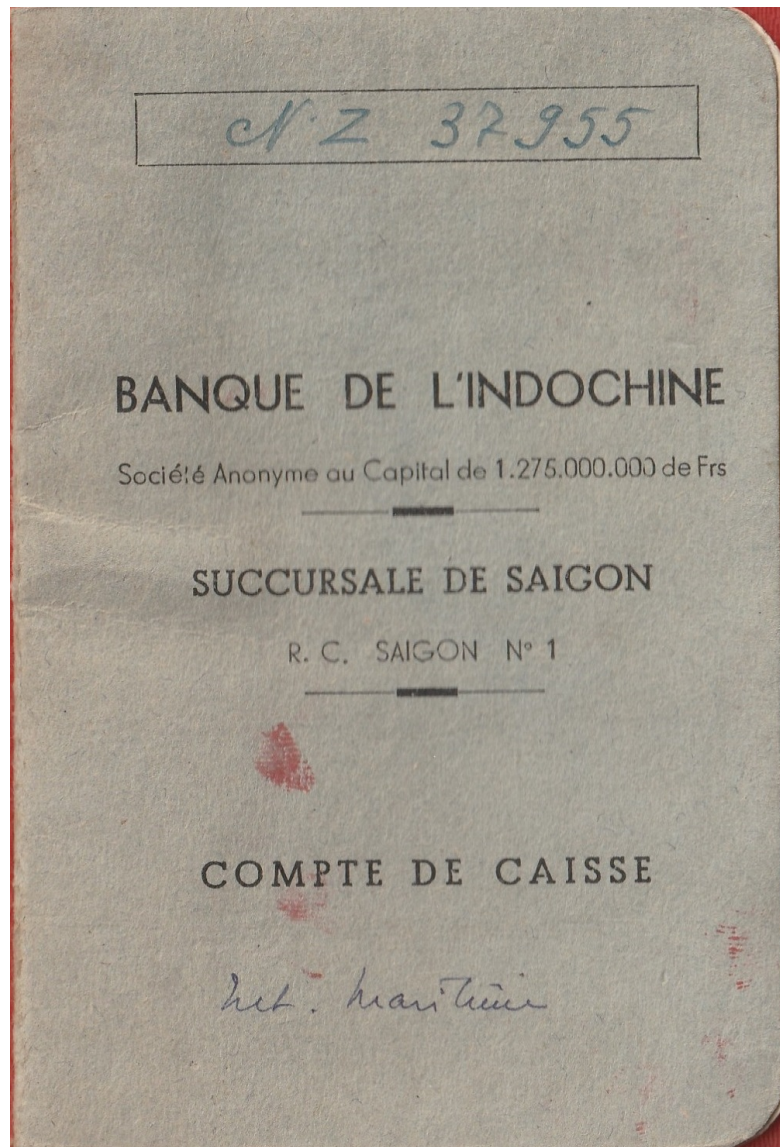 N. Z 37955
BANQUE DE L'INDOCHINE
Société Anonyme au Capital de 1.275.000.000 de Frs
SUCCURSALE DE SAIGON
R. C. SAIGON N° 1
COMPTE DE CAISSE
Maritime